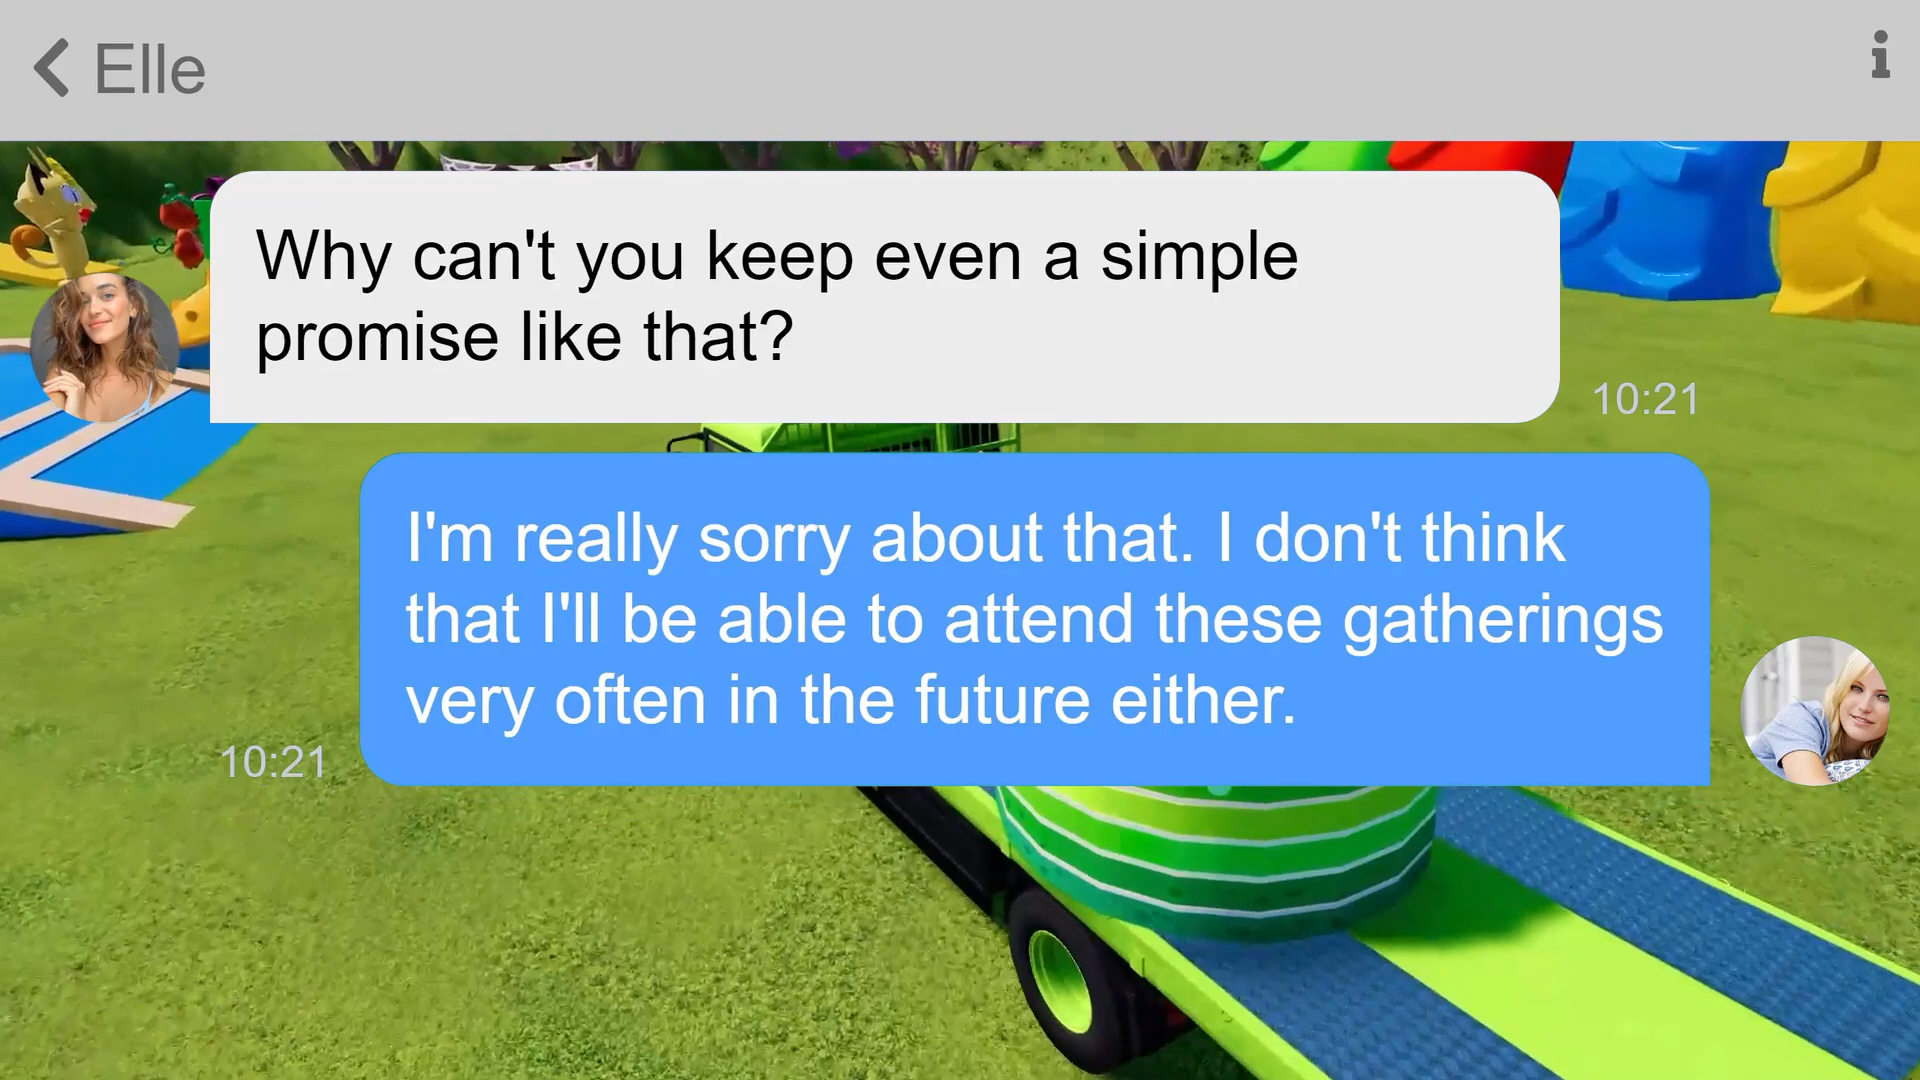 Elle
Why can't you keep even a simple
promise like that?
10:21
I'm really sorry about that. I don't think
that I'll be able to attend these gatherings
very often in the future either.
10:21